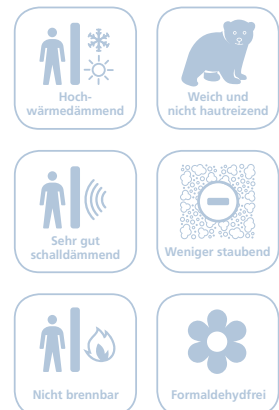 Hoch-
wärmedämmend
Weich und
nicht hautreizend
Sehr gut
schalldämmend
Weniger staubend
Nicht brennbar
Formaldehydfrei